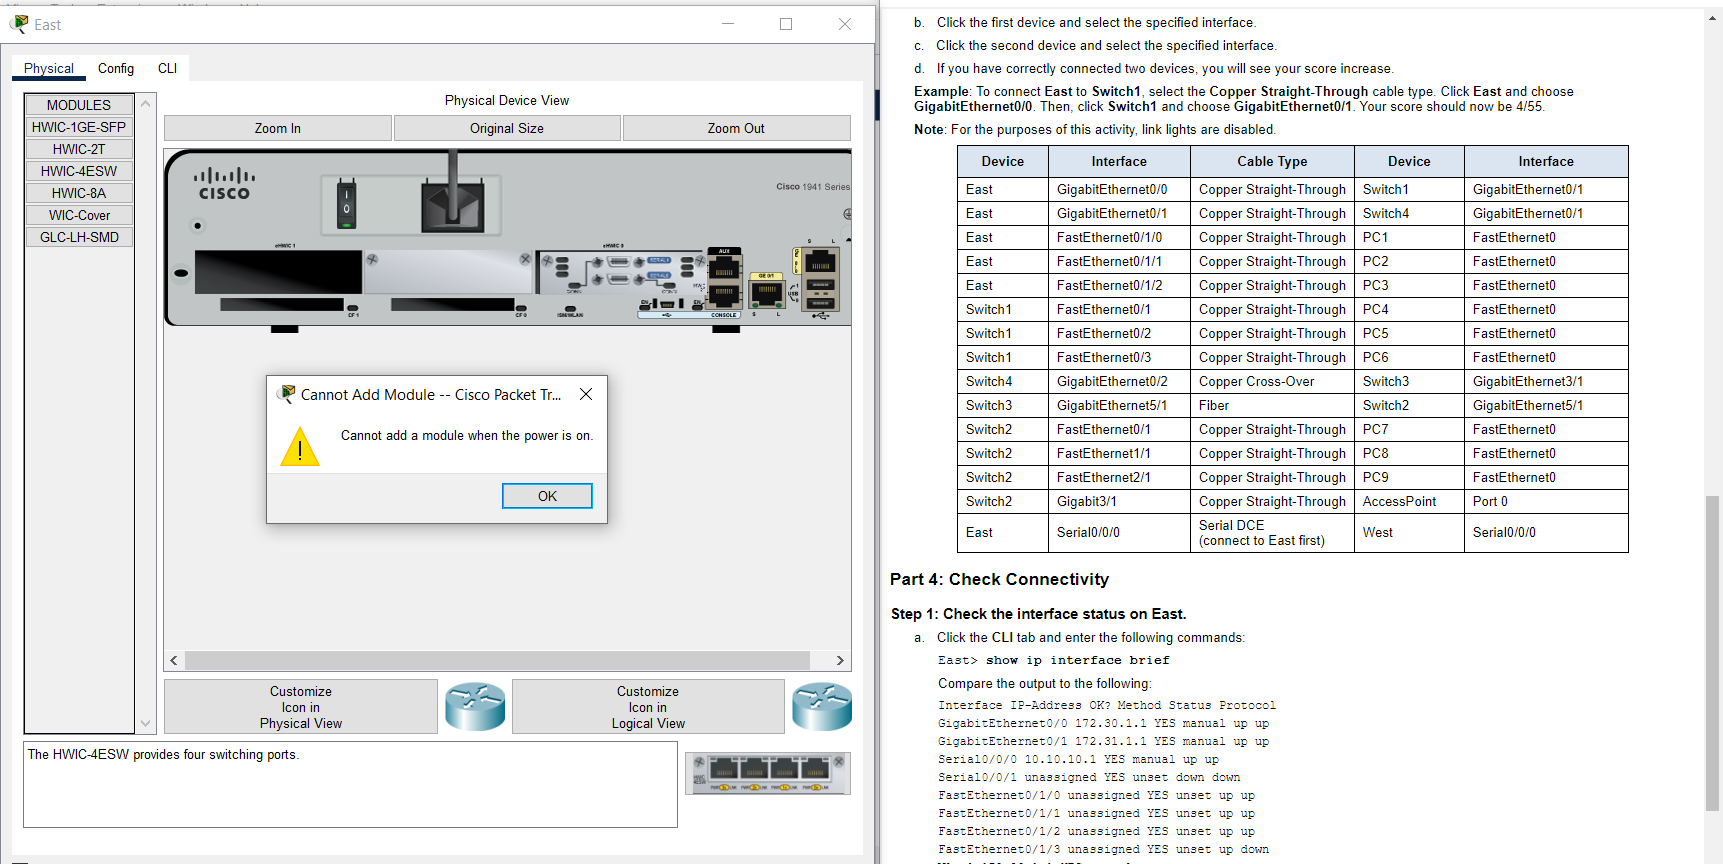 East
Physical
Config
CLI
MODULES
HWIC-1GE-SFP
HWIC-2T
HWIC-4ESW
HWIC-8A
WIC-Cover
GLC-LH-SMD
Physical Device View
Zoom In
Original Size
Zoom Out
CISCO
Cisco 1941 Series
AUX
GE 0/1
CONSOLE
USB
CF 1
CF 0
S
L
EN
EN
Cannot Add Module -- Cisco Packet Tr...
Cannot add a module when the power is on.
OK
Customize
Icon in
Physical View
Customize
Icon in
Logical View
The HWIC-4ESW provides four switching ports.
b. Click the first device and select the specified interface.
c. Click the second device and select the specified interface.
d. If you have correctly connected two devices, you will see your score increase.
Example: To connect East to Switch1, select the Copper Straight-Through cable type. Click East and choose
GigabitEthernet0/0. Then, click Switch1 and choose GigabitEthernet0/1. Your score should now be 4/55.
Note: For the purposes of this activity, link lights are disabled.
Device Interface Cable Type Device Interface
East GigabitEthernet0/0 Copper Straight-Through Switch1 GigabitEthernet0/1
East GigabitEthernet0/1 Copper Straight-Through Switch4 GigabitEthernet0/1
East FastEthernet0/1/0 Copper Straight-Through PC1 FastEthernet0
East FastEthernet0/1/1 Copper Straight-Through PC2 FastEthernet0
East FastEthernet0/1/2 Copper Straight-Through PC3 FastEthernet0
Switch1 FastEthernet0/1 Copper Straight-Through PC4 FastEthernet0
Switch1 FastEthernet0/2 Copper Straight-Through PC5 FastEthernet0
Switch1 FastEthernet0/3 Copper Straight-Through PC6 FastEthernet0
Switch4 GigabitEthernet0/2 Copper Cross-Over Switch3 GigabitEthernet3/1
Switch3 GigabitEthernet5/1 Fiber Switch2 GigabitEthernet5/1
Switch2 FastEthernet0/1 Copper Straight-Through PC7 FastEthernet0
Switch2 FastEthernet1/1 Copper Straight-Through PC8 FastEthernet0
Switch2 FastEthernet2/1 Copper Straight-Through PC9 FastEthernet0
Switch2 Gigabit3/1 Copper Straight-Through AccessPoint Port 0
East Serial0/0/0 Serial DCE (connect to East first) West Serial0/0/0
Part 4: Check Connectivity
Step 1: Check the interface status on East.
a. Click the CLI tab and enter the following commands:
East> show ip interface brief
Compare the output to the following:
Interface IP-Address OK? Method Status Protocol
GigabitEthernet0/0 172.30.1.1 YES manual up up
GigabitEthernet0/1 172.31.1.1 YES manual up up
Serial0/0/0 10.10.10.1 YES manual up up
Serial0/0/1 unassigned YES unset down down
FastEthernet0/1/0 unassigned YES unset up up
FastEthernet0/1/1 unassigned YES unset up up
FastEthernet0/1/2 unassigned YES unset up up
FastEthernet0/1/3 unassigned YES unset up down